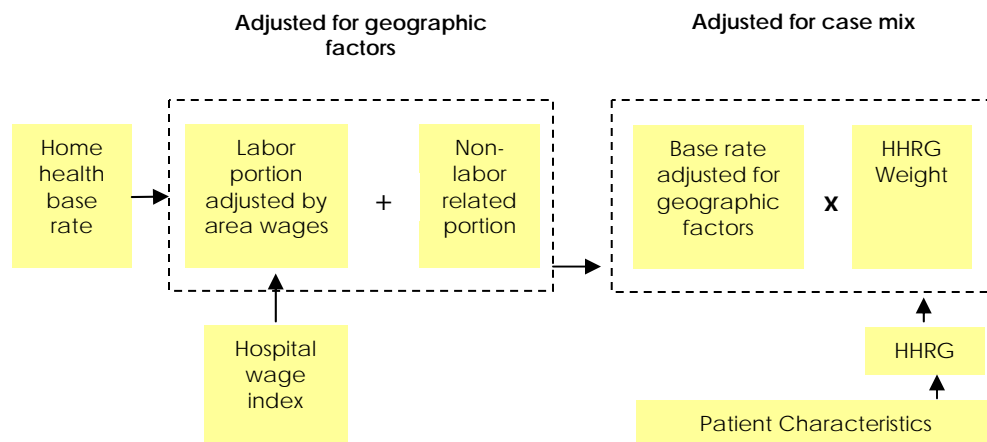 Adjusted for geographic
factors
Adjusted for case mix
Home
health
base
rate
Labor
portion
adjusted by
area wages
+
Non-
labor
related
portion
Base rate
adjusted for
geographic
factors
x
HHRG
Weight
Hospital
wage
index
HHRG
Patient Characteristics